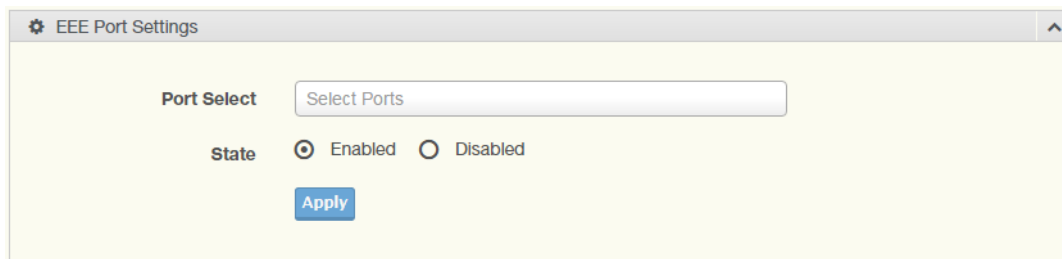 EEE Port Settings
Port Select Select Ports
State Enabled Disabled
Apply